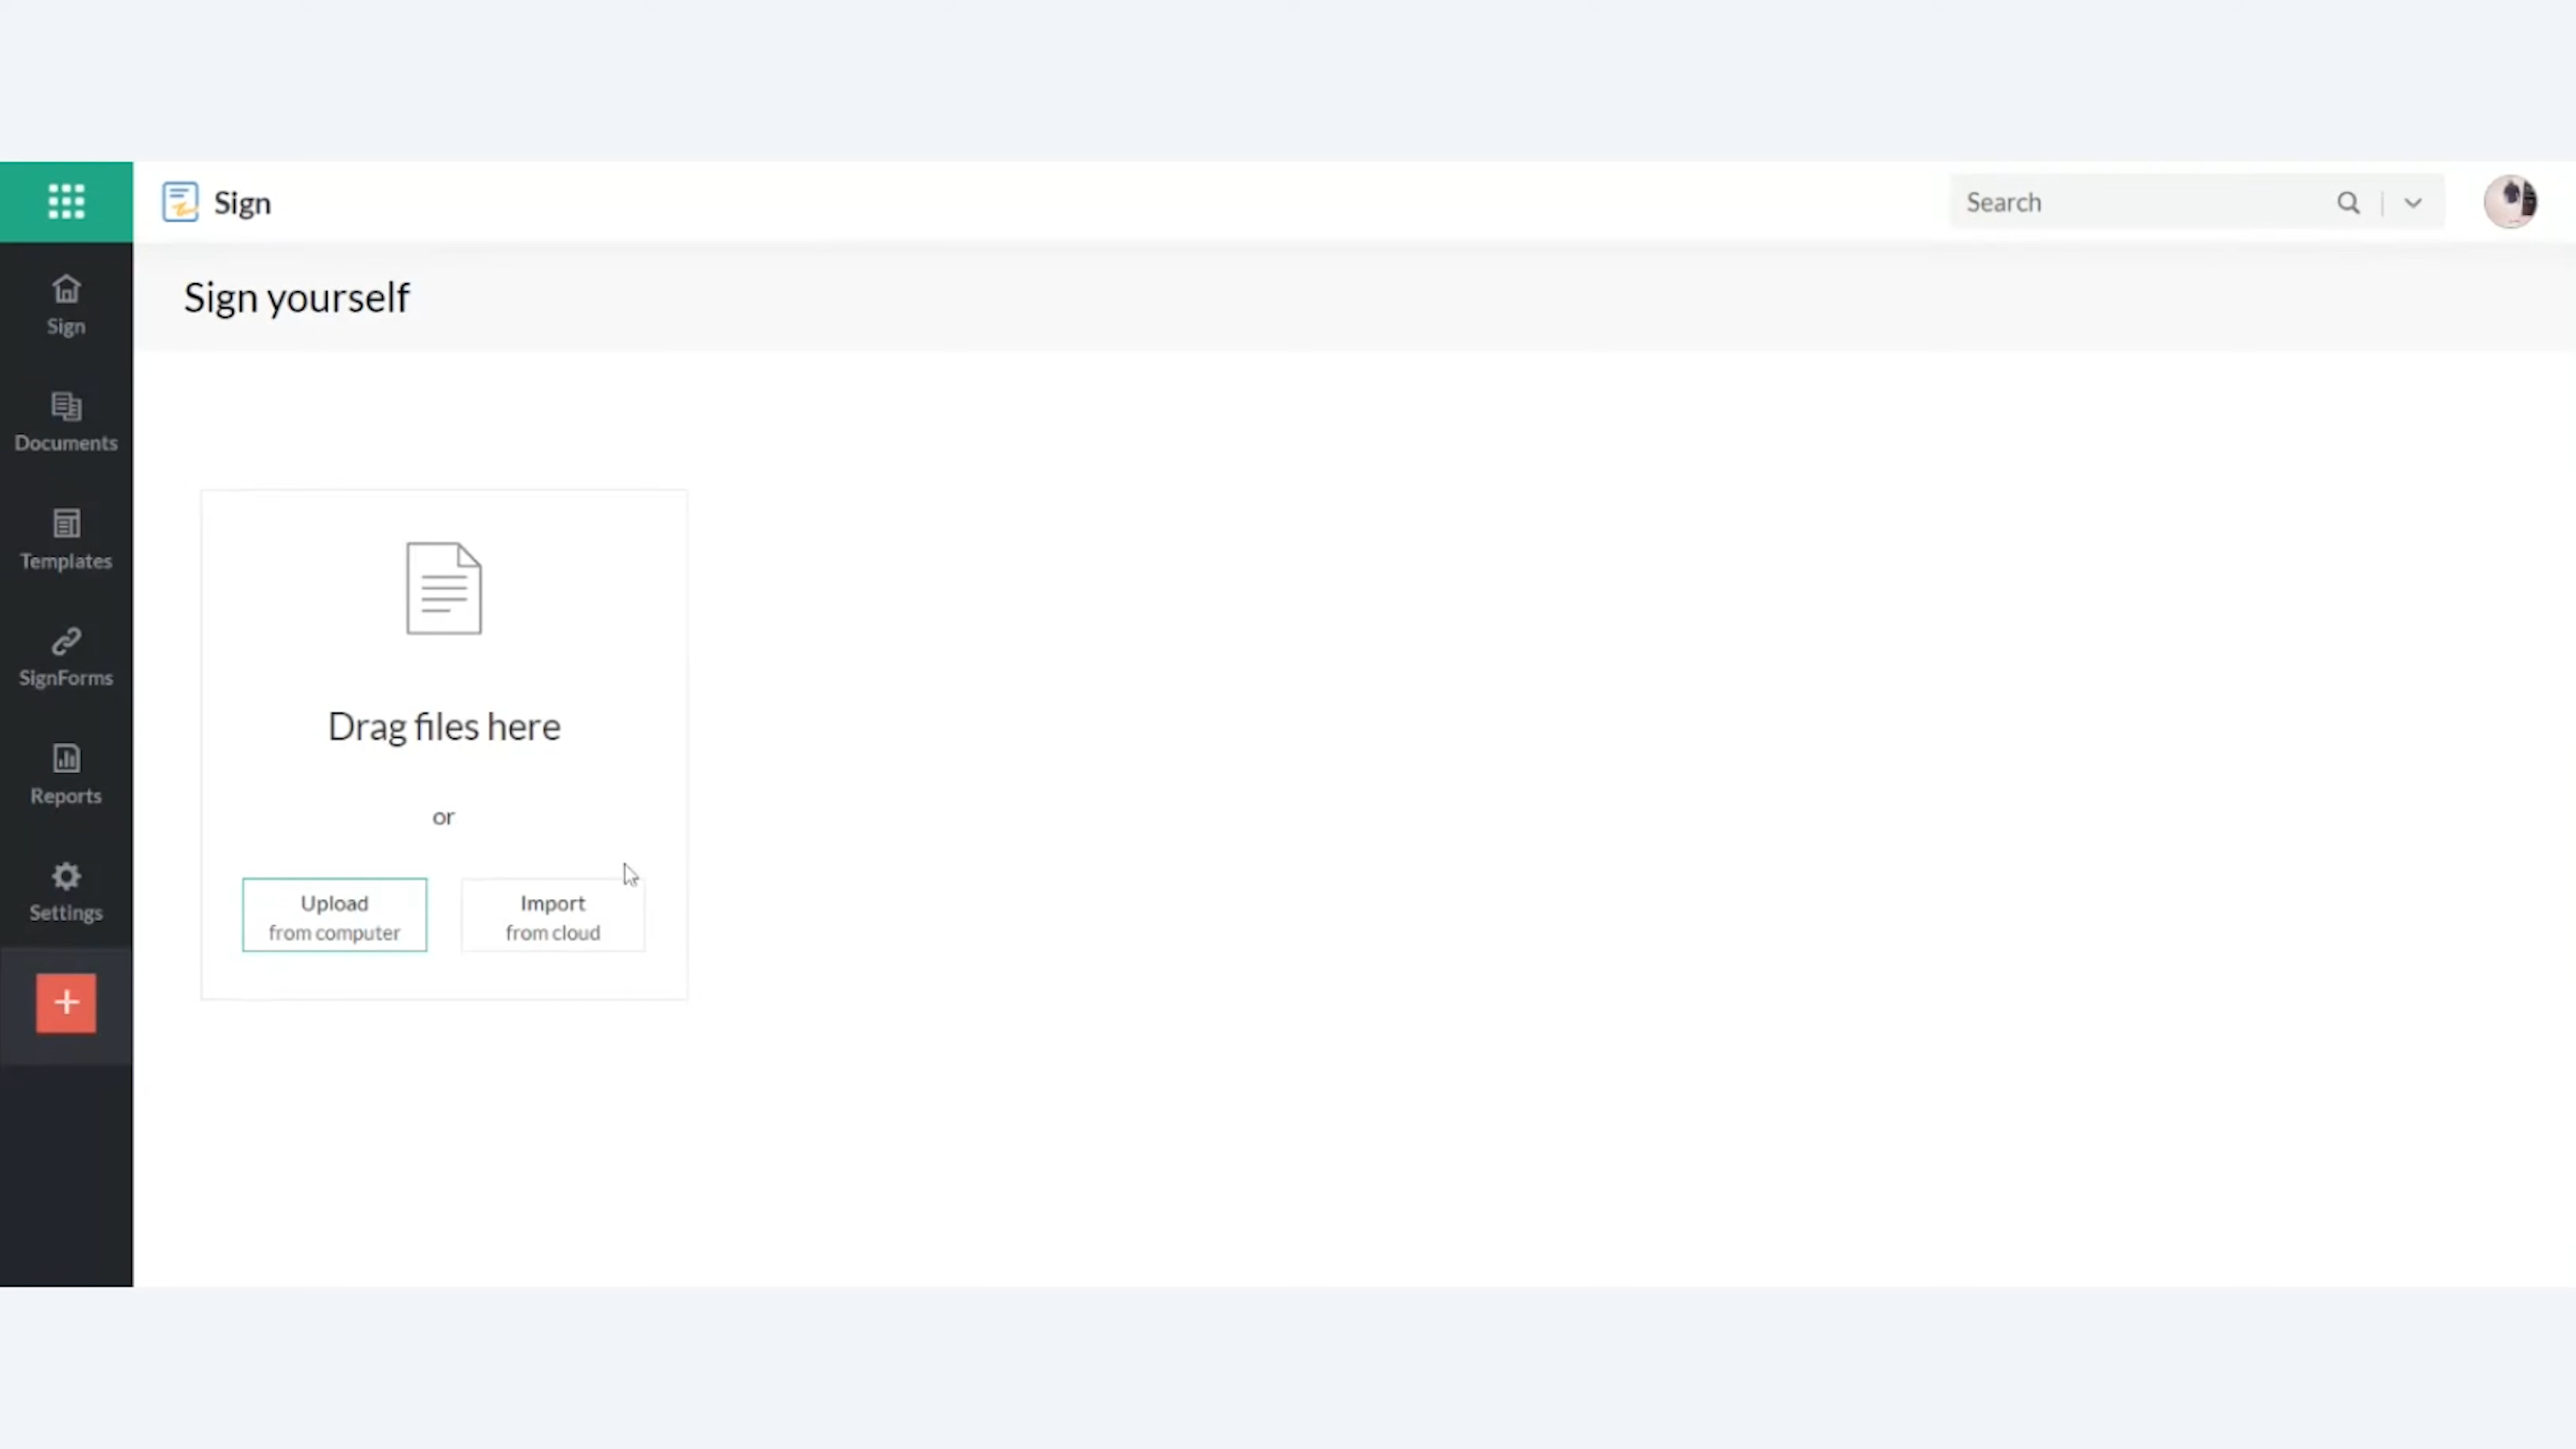 Sign
Search
Sign yourself
Sign
Documents
Templates
SignForms
Reports
Settings
Drag files here
or
Upload
from computer
Import
from cloud